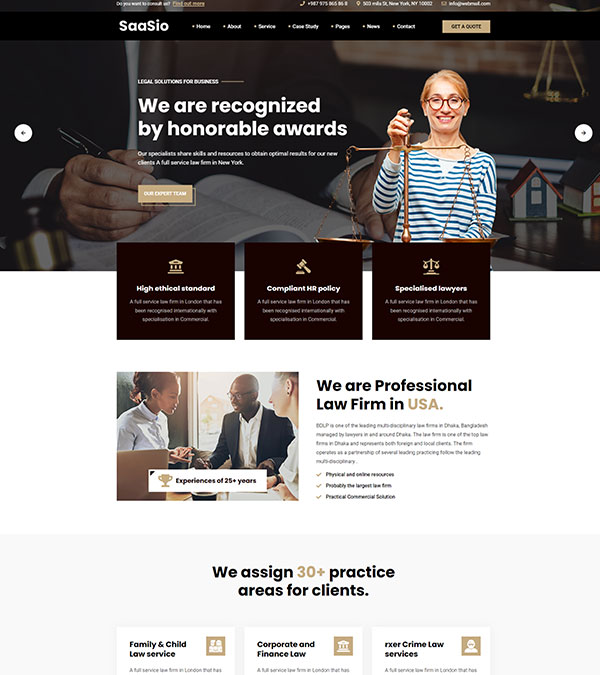 Do you want to consult us? Find out more
+987 975 865 86 8 503 mila St, New York, NY 10002 info@webmail.com
SaaSio
Home About Service Case Study Pages News Contact
GET A QUOTE
LEGAL SOLUTIONS FOR BUSINESS
We are recognized
by honorable awards
Our specialists share skills and resources to obtain optimal results for our new
clients A full service law firm in New York.
OUR EXPERT TEAM
High ethical standard
A full service law firm in London that has
been recognised internationally with
specialisation in Commercial.
Compliant HR policy
A full service law firm in London that has
been recognised internationally with
specialisation in Commercial.
Specialised lawyers
A full service law firm in London that has
been recognised internationally with
specialisation in Commercial.
Experiences of 25+ years
We are Professional
Law Firm in USA.
BDLP is one of the leading multi-disciplinary law firms in Dhaka, Bangladesh
managed by lawyers in and around Dhaka. The law firm is one of the top law
firms in Dhaka and represents both foreign and local clients. The firm
operates as a partnership of several leading practicing follow the leading
multi-disciplinary .
Physical and online resources
Probably the largest law firm
Practical Commercial Solution
We assign 30+ practice
areas for clients.
Family & Child
Law service
A full service law firm in London that has
Corporate and
Finance Law
A full service law firm in London that has
rxer Crime Law
services
A full service law firm in London that has